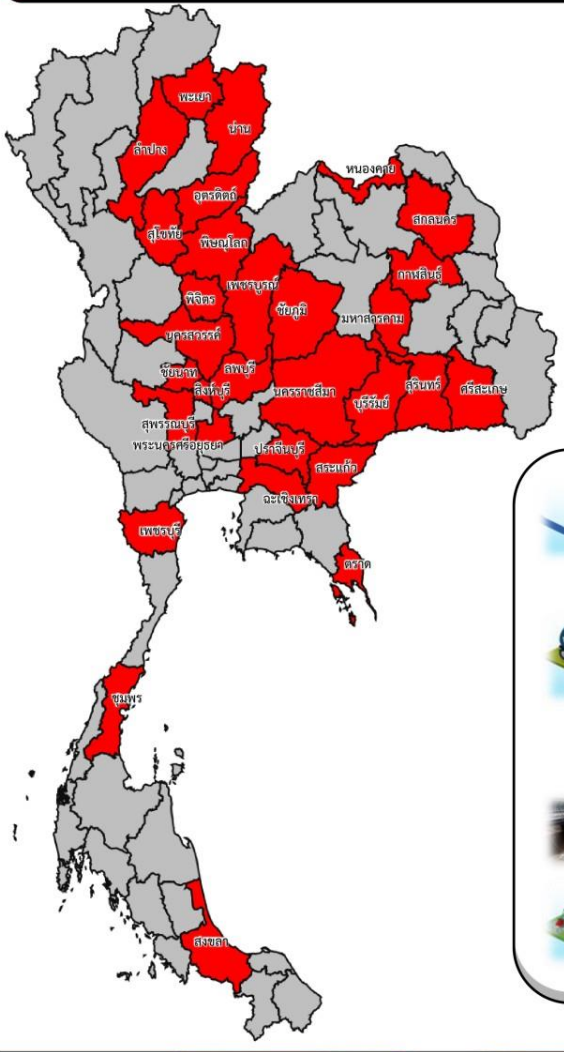 พะเยา
น่าน
ลำปาง
หนองคาย
อุตรดิตถ์
สกลนคร
สุโขทัย
พิษณุโลก
กาฬสินธุ์
เพชรบูรณ์
พิจิตร
ชัยภูมิ
มหาสารคาม
นครสวรรค์
ลพบุรี
ชัยนาท
สิงห์บุรี
นครราชสีมา
บุรีรัมย์
สุรินทร์
ศรีสะเกษ
สุพรรณบุรี
พระนครศรีอยุธยา
ปราจีนบุรี
สระแก้ว
ฉะเชิงเทรา
เพชรบุรี
ตราด
ชุมพร
สงขลา